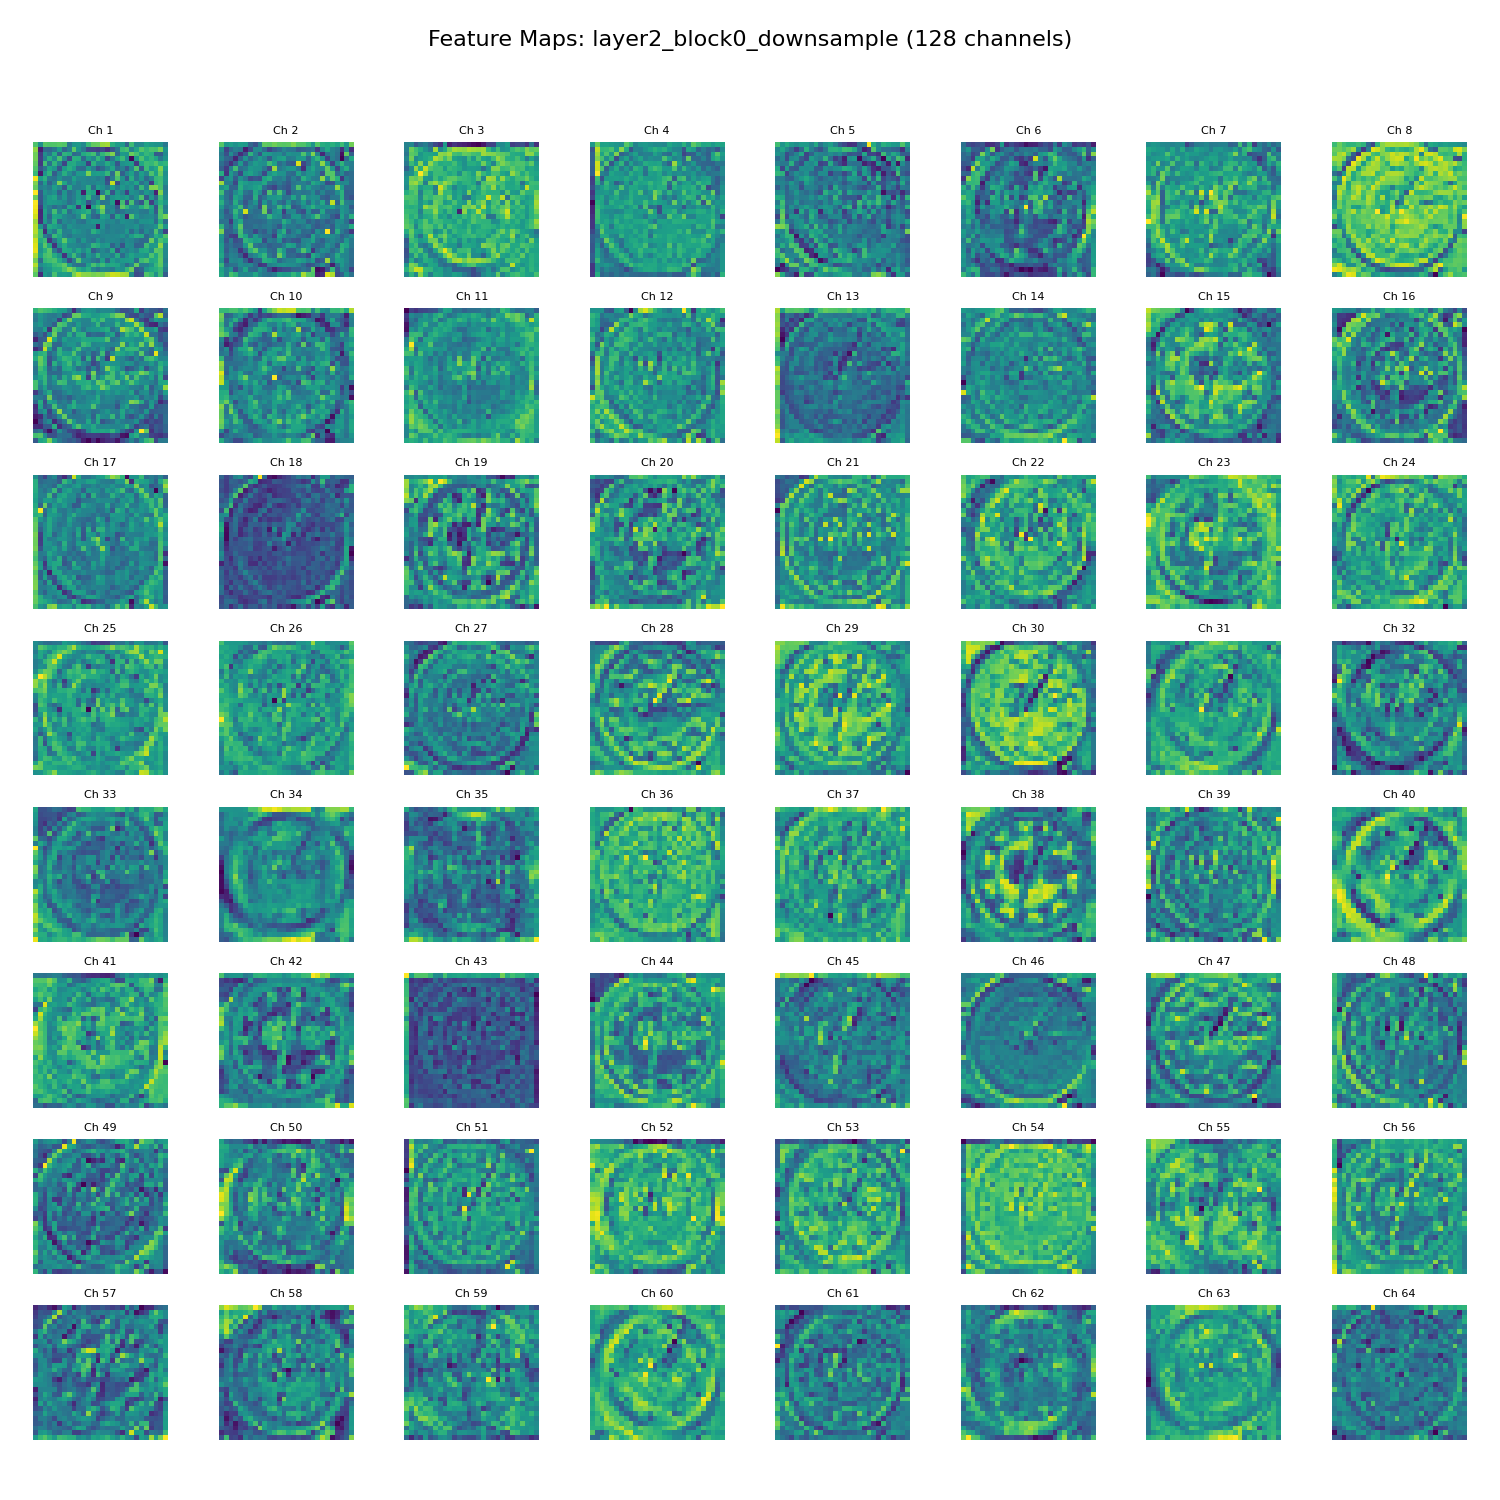 Feature Maps: layer2_block0_downsample (128 channels)
Ch 1 Ch 2 Ch 3 Ch 4 Ch 5 Ch 6 Ch 7 Ch 8
Ch 9 Ch 10 Ch 11 Ch 12 Ch 13 Ch 14 Ch 15 Ch 16
Ch 17 Ch 18 Ch 19 Ch 20 Ch 21 Ch 22 Ch 23 Ch 24
Ch 25 Ch 26 Ch 27 Ch 28 Ch 29 Ch 30 Ch 31 Ch 32
Ch 33 Ch 34 Ch 35 Ch 36 Ch 37 Ch 38 Ch 39 Ch 40
Ch 41 Ch 42 Ch 43 Ch 44 Ch 45 Ch 46 Ch 47 Ch 48
Ch 49 Ch 50 Ch 51 Ch 52 Ch 53 Ch 54 Ch 55 Ch 56
Ch 57 Ch 58 Ch 59 Ch 60 Ch 61 Ch 62 Ch 63 Ch 64